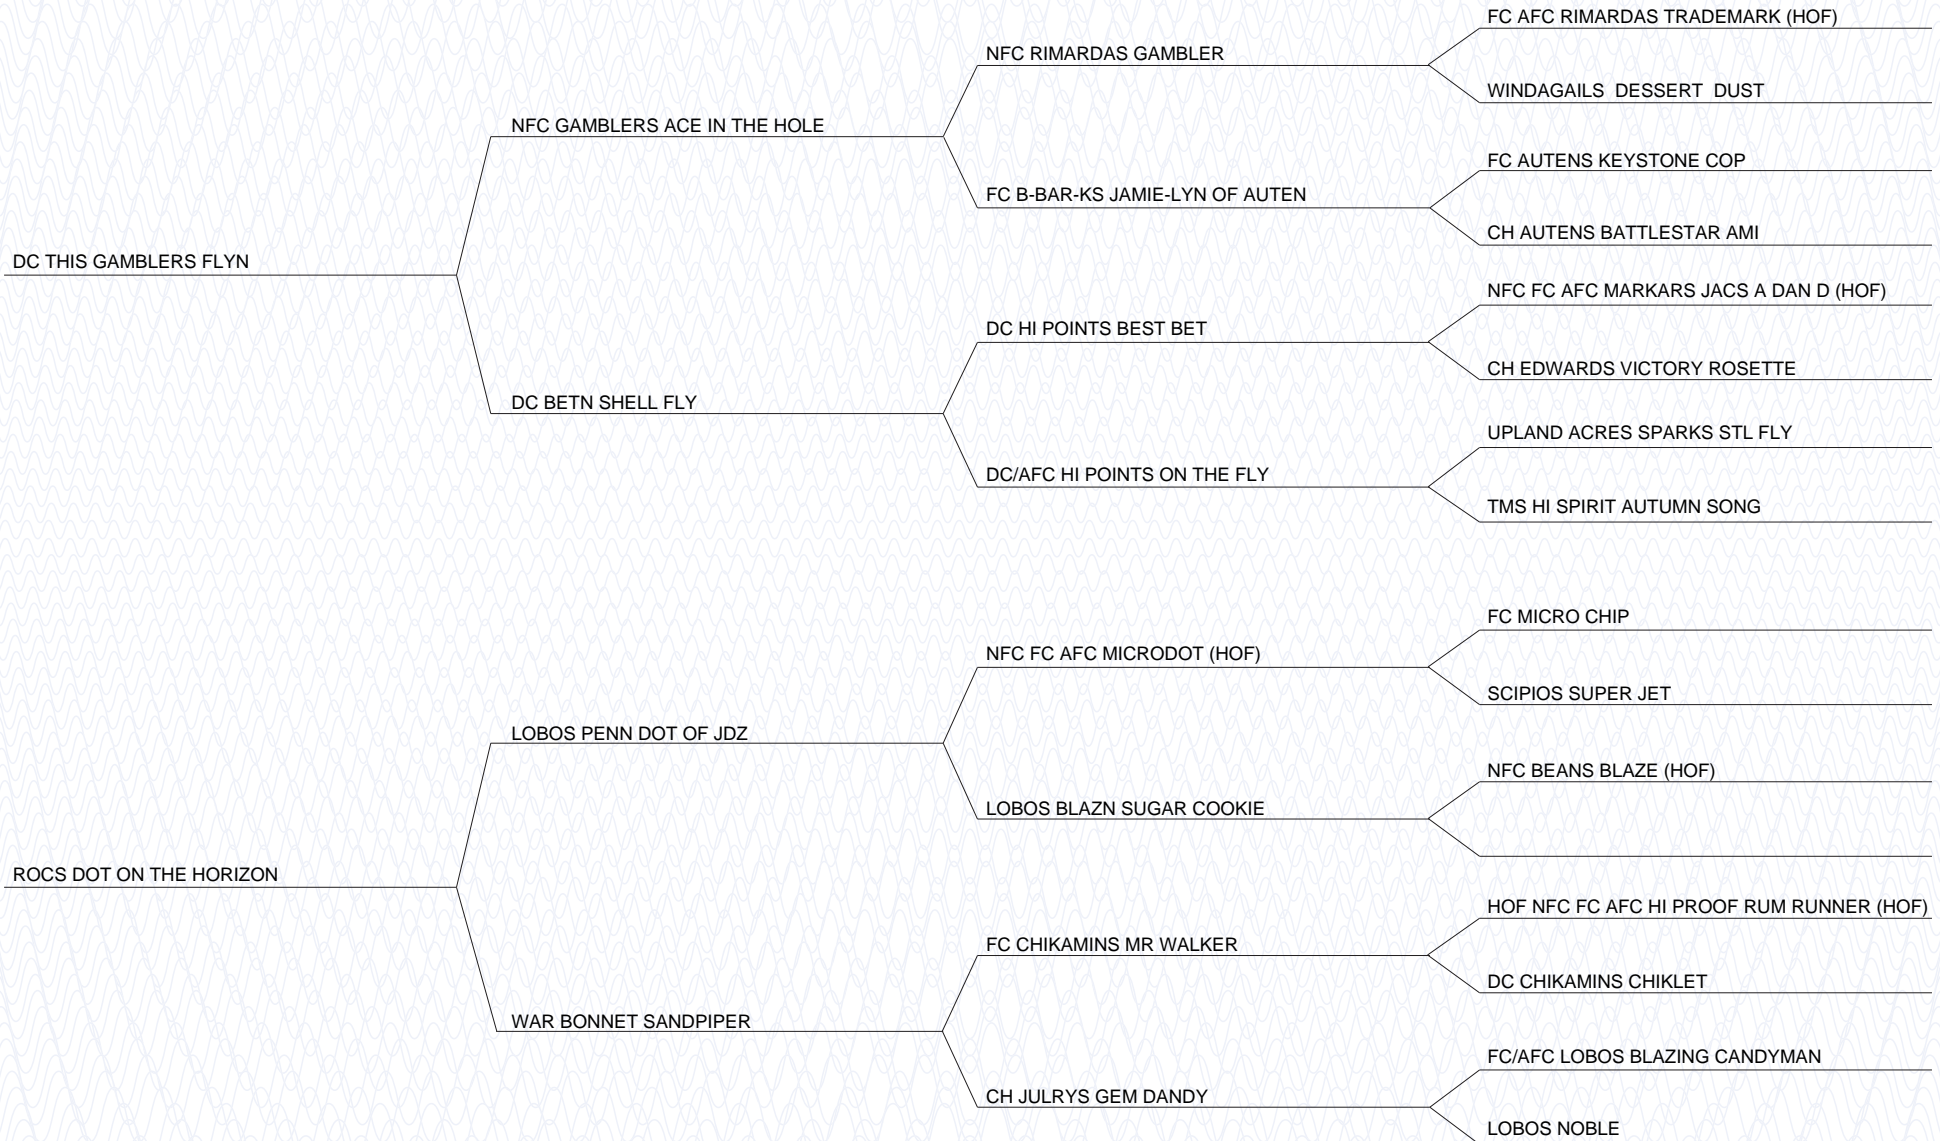 FC AFC RIMARDAS TRADEMARK (HOF)
NFC RIMARDAS GAMBLER
WINDAGAILS DESSERT DUST
NFC GAMBLERS ACE IN THE HOLE
FC AUTENS KEYSTONE COP
FC B-BAR-KS JAMIE-LYN OF AUTEN
CH AUTENS BATTLESTAR AMI
DC THIS GAMBLERS FLYN
NFC FC AFC MARKARS JACS A DAN D (HOF)
DC HI POINTS BEST BET
CH EDWARDS VICTORY ROSETTE
DC BETN SHELL FLY
UPLAND ACRES SPARKS STL FLY
DC/AFC HI POINTS ON THE FLY
TMS HI SPIRIT AUTUMN SONG
FC MICRO CHIP
NFC FC AFC MICRODOT (HOF)
SCIPIOS SUPER JET
LOBOS PENN DOT OF JDZ
NFC BEANS BLAZE (HOF)
LOBOS BLAZN SUGAR COOKIE
ROCS DOT ON THE HORIZON
HOF NFC FC AFC HI PROOF RUM RUNNER (HOF)
FC CHIKAMINS MR WALKER
DC CHIKAMINS CHIKLET
WAR BONNET SANDPIPER
FC/AFC LOBOS BLAZING CANDYMAN
CH JULRYS GEM DANDY
LOBOS NOBLE